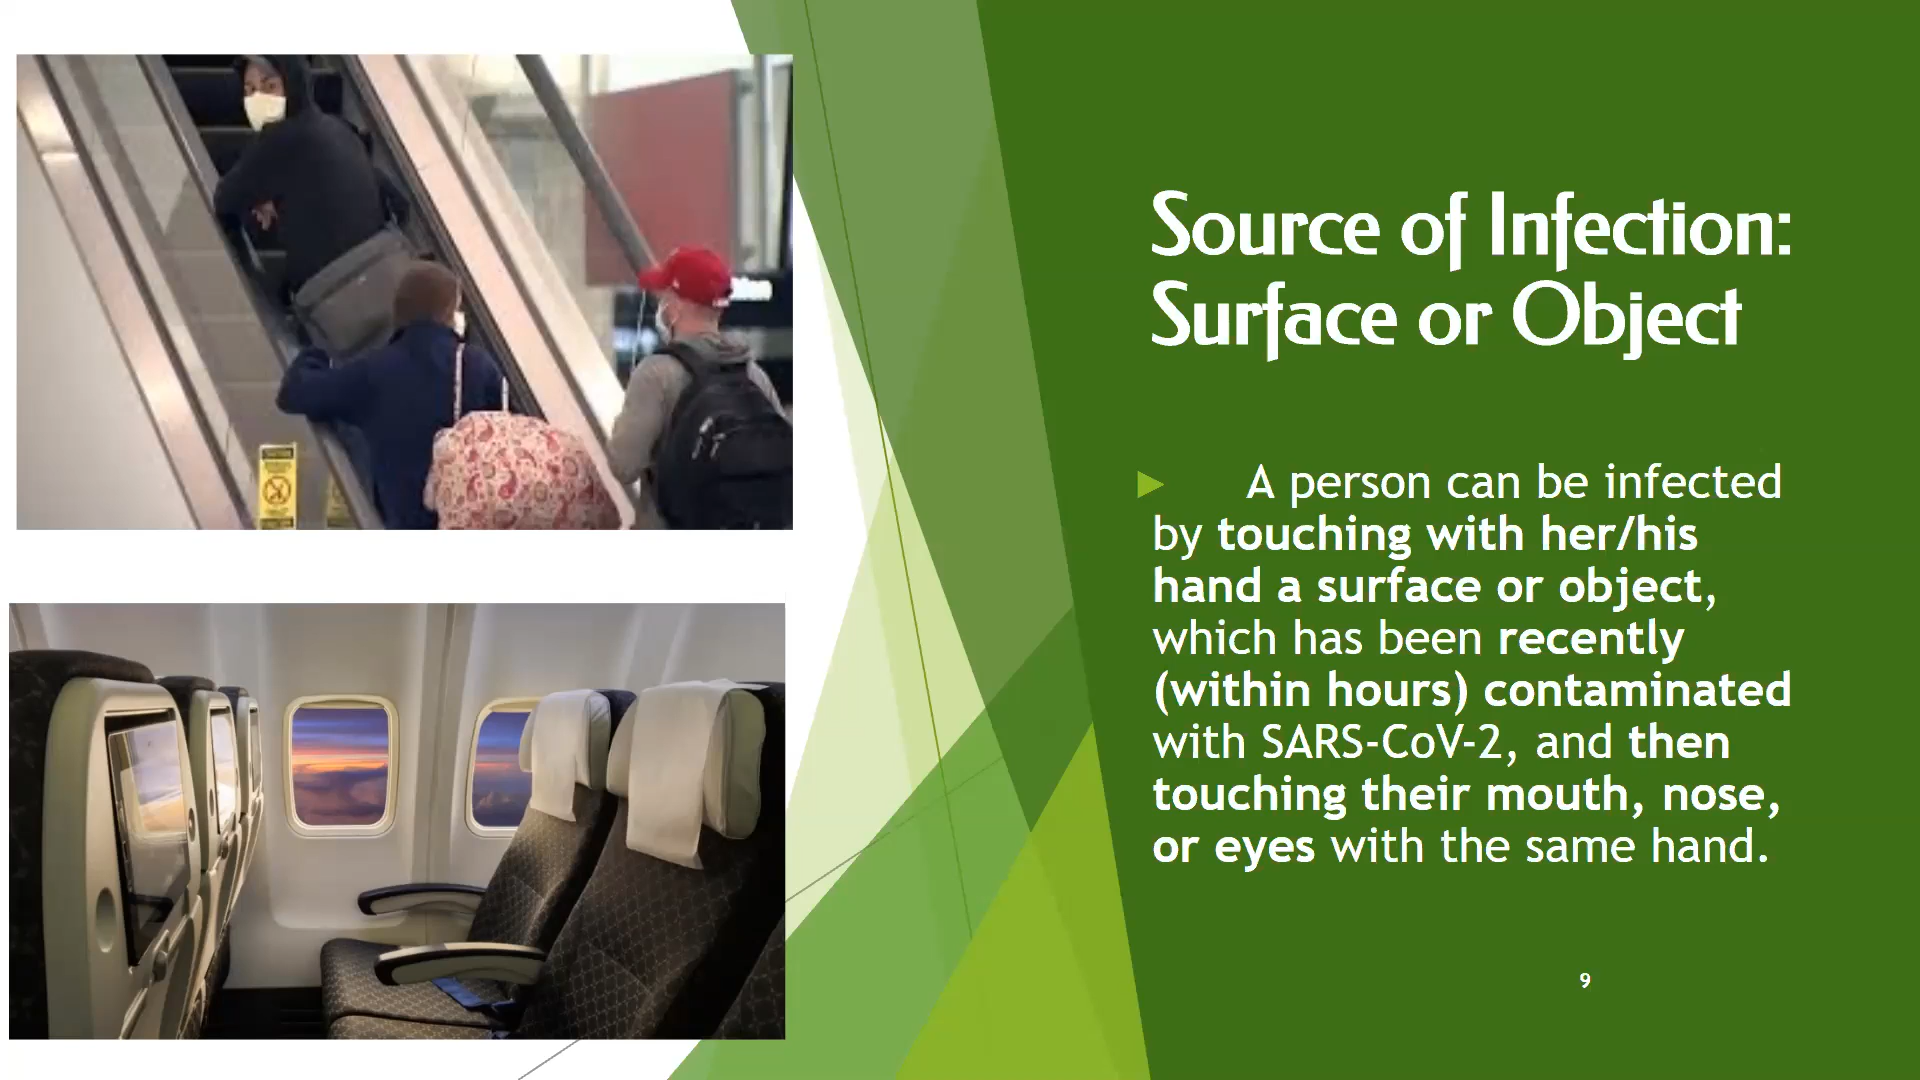 Source of Infection:
Surface or Object
A person can be infected
by touching with her/his
hand a surface or object,
which has been recently
(within hours) contaminated
with SARS-CoV-2, and then
touching their mouth, nose,
or eyes with the same hand.
9